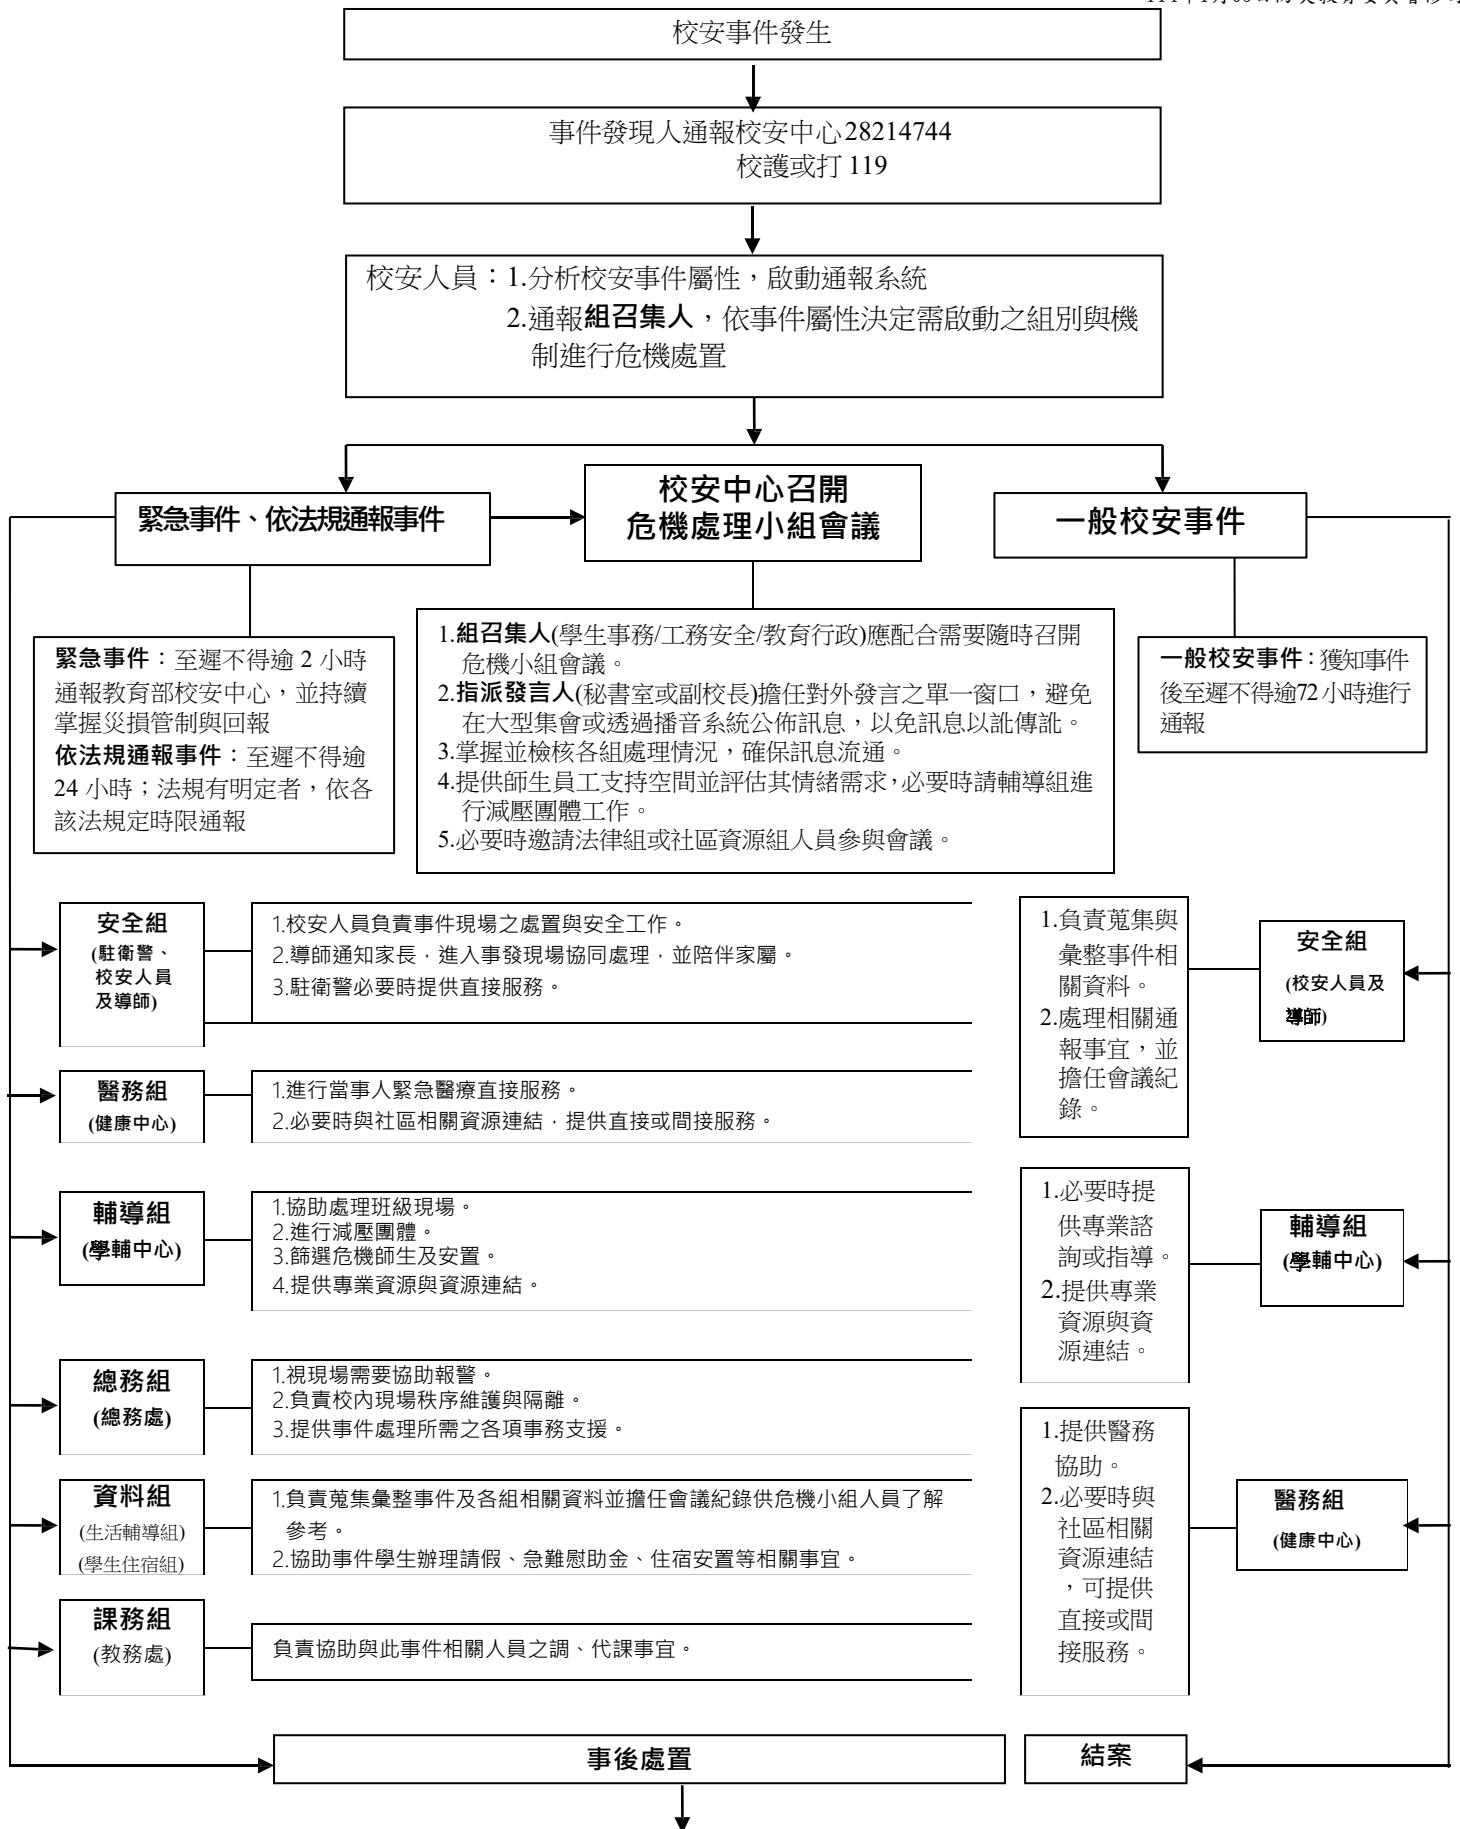 校安事件發生
事件發現人通報校安中心28214744
校護或打 119
校安人員：1.分析校安事件屬性，啟動通報系統
2.通報組召集人，依事件屬性決定需啟動之組別與機
制進行危機處置
緊急事件、依法規通報事件
校安中心召開
危機處理小組會議
一般校安事件
緊急事件：至遲不得逾 2 小時
通報教育部校安中心，並持續
掌握災損管制與回報
依法規通報事件：至遲不得逾
24 小時；法規有明定者，依各
該法規定時限通報
1.組召集人(學生事務/工務安全/教育行政)應配合需要隨時召開
危機小組會議。
2.指派發言人(秘書室或副校長)擔任對外發言之單一窗口，避免
在大型集會或透過播音系統公佈訊息，以免訊息以訛傳訛。
3.掌握並檢核各組處理情況，確保訊息流通。
4.提供師生員工支持空間並評估其情緒需求，必要時請輔導組進
行減壓團體工作。
5.必要時邀請法律組或社區資源組人員參與會議。
一般校安事件：獲知事件
後至遲不得逾72 小時進行
通報
安全組
(駐衛警、
校安人員
及導師)
1.校安人員負責事件現場之處置與安全工作。
2.導師通知家長，進入事發現場協同處理，並陪伴家屬。
3.駐衛警必要時提供直接服務。
醫務組
(健康中心)
1.進行當事人緊急醫療直接服務。
2.必要時與社區相關資源連結，提供直接或間接服務。
輔導組
(學輔中心)
1.協助處理班級現場。
2.進行減壓團體。
3.篩選危機師生及安置。
4.提供專業資源與資源連結。
總務組
(總務處)
1.視現場需要協助報警。
2.負責校內現場秩序維護與隔離。
3.提供事件處理所需之各項事務支援。
資料組
(生活輔導組)
(學生住宿組)
1.負責蒐集彙整事件及各組相關資料並擔任會議紀錄供危機小組人員了解
參考。
2.協助事件學生辦理請假、急難慰助金、住宿安置等相關事宜。
課務組
(教務處)
負責協助與此事件相關人員之調、代課事宜。
1.負責蒐集與
彙整事件相
關資料。
2.處理相關通
報事宜，並
擔任會議紀
錄。
安全組
(校安人員及
導師)
1.必要時提
供專業諮
詢或指導。
2.提供專業
資源與資
源連結。
輔導組
(學輔中心)
1.提供醫務
協助。
2.必要時與
社區相關
資源連結
，可提供
直接或間
接服務。
醫務組
(健康中心)
事後處置
結案